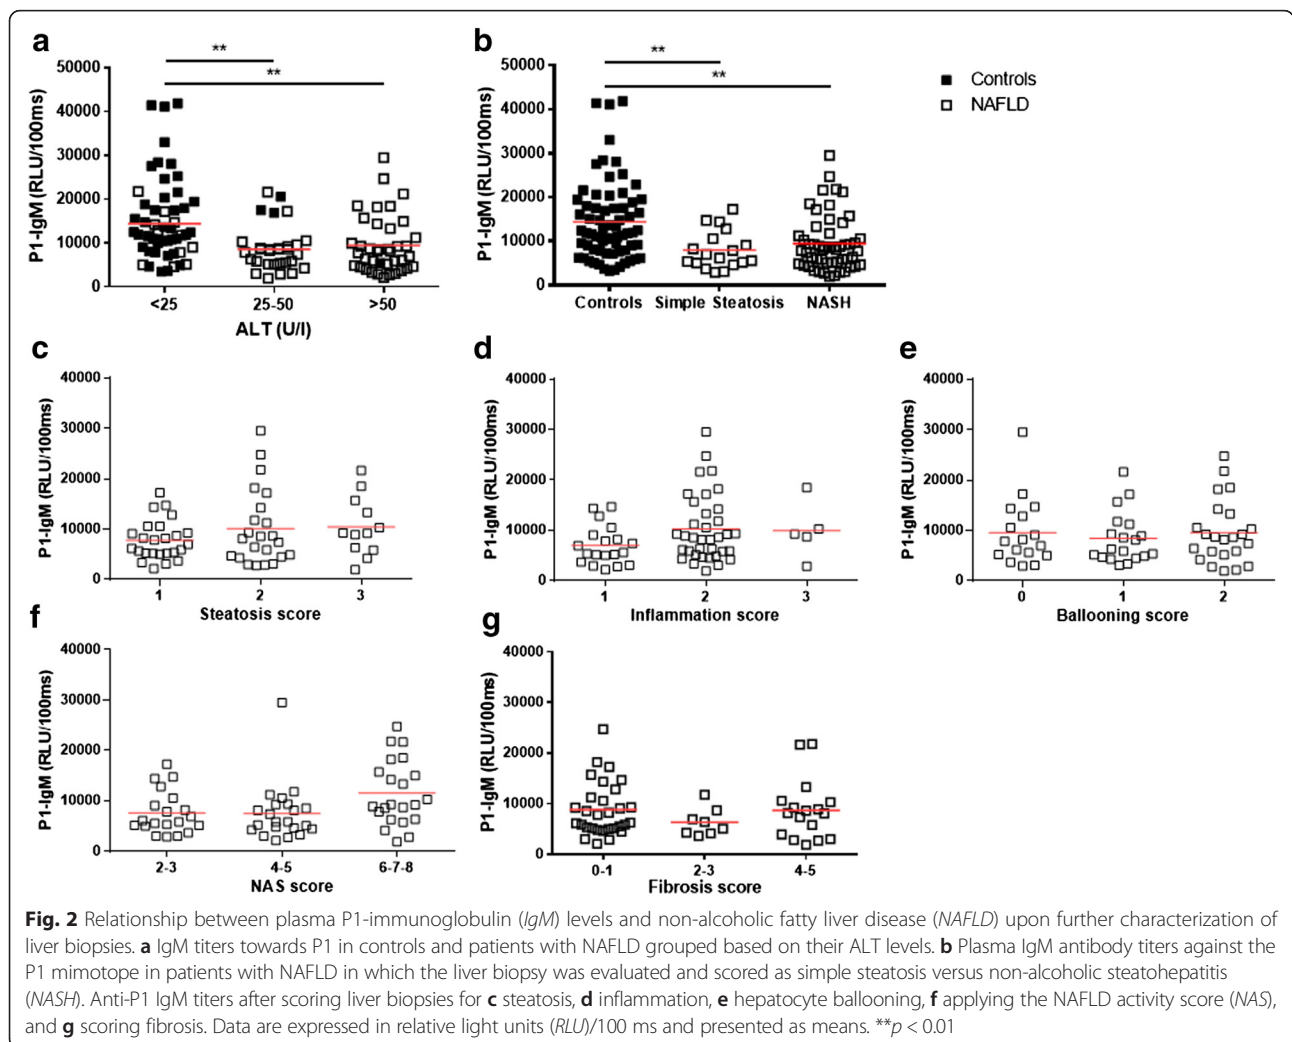 a
**
**
50000
40000
30000
20000
10000
0
P1-IgM (RLU/100ms)
<25
25-50
>50
ALT (U/l)
b
**
**
50000
40000
30000
20000
10000
0
P1-IgM (RLU/100ms)
Controls
Simple Steatosis
NASH
Controls
NAFLD
c
40000
30000
20000
10000
0
P1-IgM (RLU/100ms)
1
2
3
Steatosis score
d
40000
30000
20000
10000
0
P1-IgM (RLU/100ms)
1
2
3
Inflammation score
e
40000
30000
20000
10000
0
P1-IgM (RLU/100ms)
0
1
2
Ballooning score
f
40000
30000
20000
10000
0
P1-IgM (RLU/100ms)
2-3
4-5
6-7-8
NAS score
g
40000
30000
20000
10000
0
P1-IgM (RLU/100ms)
0-1
2-3
4-5
Fibrosis score
Fig. 2 Relationship between plasma P1-immunoglobulin (IgM) levels and non-alcoholic fatty liver disease (NAFLD) upon further characterization of
liver biopsies. a IgM titers towards P1 in controls and patients with NAFLD grouped based on their ALT levels. b Plasma IgM antibody titers against the
P1 mimotope in patients with NAFLD in which the liver biopsy was evaluated and scored as simple steatosis versus non-alcoholic steatohepatitis
(NASH). Anti-P1 IgM titers after scoring liver biopsies for c steatosis, d inflammation, e hepatocyte ballooning, f applying the NAFLD activity score (NAS),
and g scoring fibrosis. Data are expressed in relative light units (RLU)/100 ms and presented as means. **p < 0.01